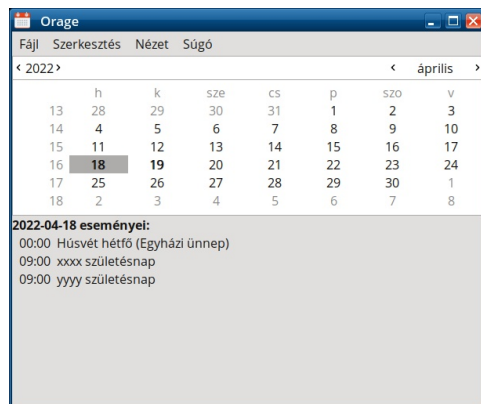 Orage
Fájl Szerkesztés Nézet Súgó
‹ 2022 › ‹ április ›
h k sze cs p szo v
13 28 29 30 31 1 2 3
14 4 5 6 7 8 9 10
15 11 12 13 14 15 16 17
16 18 19 20 21 22 23 24
17 25 26 27 28 29 30 1
18 2 3 4 5 6 7 8
2022-04-18 eseményei:
00:00 Húsvét hétfő (Egyházi ünnep)
09:00 xxxx születésnap
09:00 yyyy születésnap